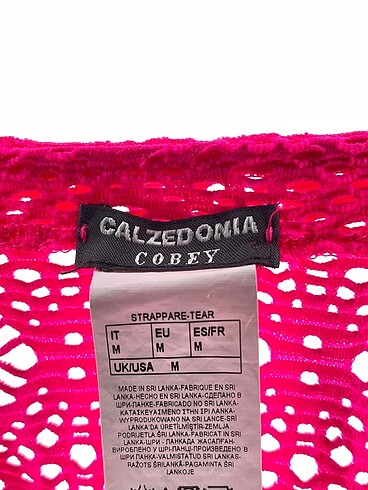 CALZEDONIA
COBEY
STRAPPARE-TEAR
IT EU ES/FR
M M M
UK/USA M
MADE IN SRI LANKA-FABRIQUE EN SRI
LANKA-HECHO EN SRI LANKA-СДЕЛАНО В
ШРИ-ЛАНКЕ-FABRICADO NO SRI LANKA-
ΚΑΤΑΣΚΕΥΑΖΕΤΑΙ ΣΤΗΝ ΣΡΙ ΛΑΝΚΑ-
WYPRODUKOWANO NA SRI LANCE-SRI
LANKA'DA ÜRETİLMİŞTİR-ZEMLJA
PODRIJETLA ŠRI LANKA-FABRICAT IN SRI
LANKA-ШРИ - ЛАНКАДА ЖАСАЛҒАН-
ВИРОБЛЕНО У ШРІ-ЛАНЦІ-ПРОИЗВЕДЕНО В
ШРИ ЛАНКА-VALMISTATUD SRI LANKAS-
RAŽOTS ŠRILANKĀ-PAGAMINTA ŠRI
LANKOJE